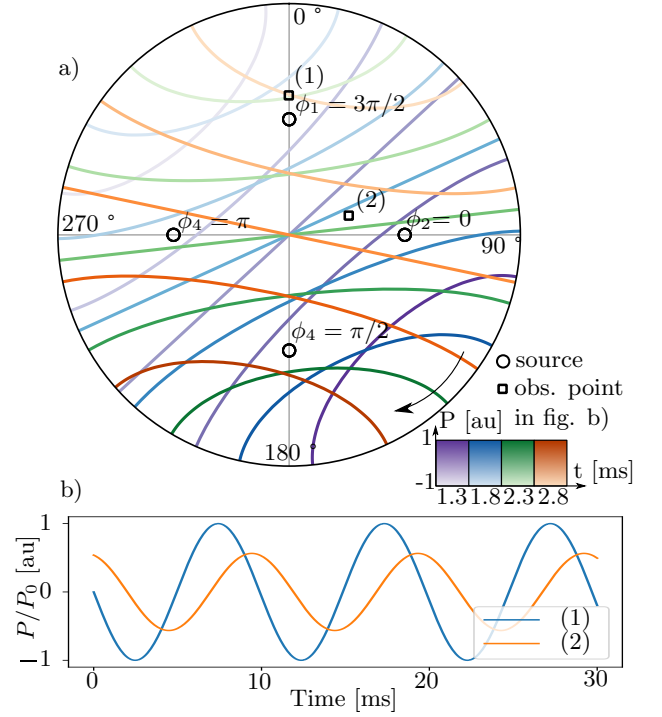 0 °
a)
(1)
ϕ₁ = 3π/2
(2)
270 °
ϕ₄ = π
ϕ₂ = 0
90 °
ϕ₄ = π/2
source
obs. point
in fig. b)
180 °
P [au]
1
-1
t [ms]
1.3 1.8 2.3 2.8
b)
P/P₀ [au]
1
0
— 1
(1)
(2)
0 10 20 30
Time [ms]